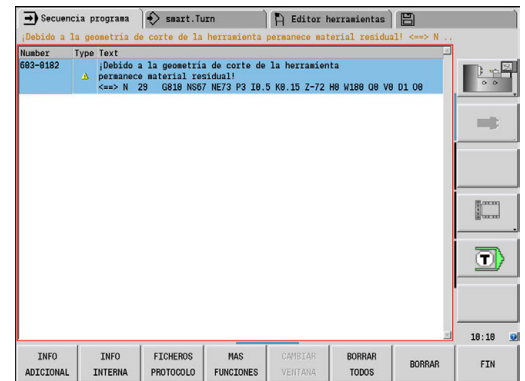 Secuencia programa
smart.Turn
Editor herramientas
¡Debido a la geometría de corte de la herramienta permanece material residual! <==> N ..
Number Type Text
603-0182 ¡Debido a la geometría de corte de la herramienta
permanece material residual!
<==> N 29 G810 NS67 NE73 P3 I0.5 K0.15 Z-72 H0 W180 Q0 V0 D1 O0
T
10:10
INFO ADICIONAL
INFO INTERNA
FICHEROS PROTOCOLO
MAS FUNCIONES
CAMBIAR VENTANA
BORRAR TODOS
BORRAR
FIN